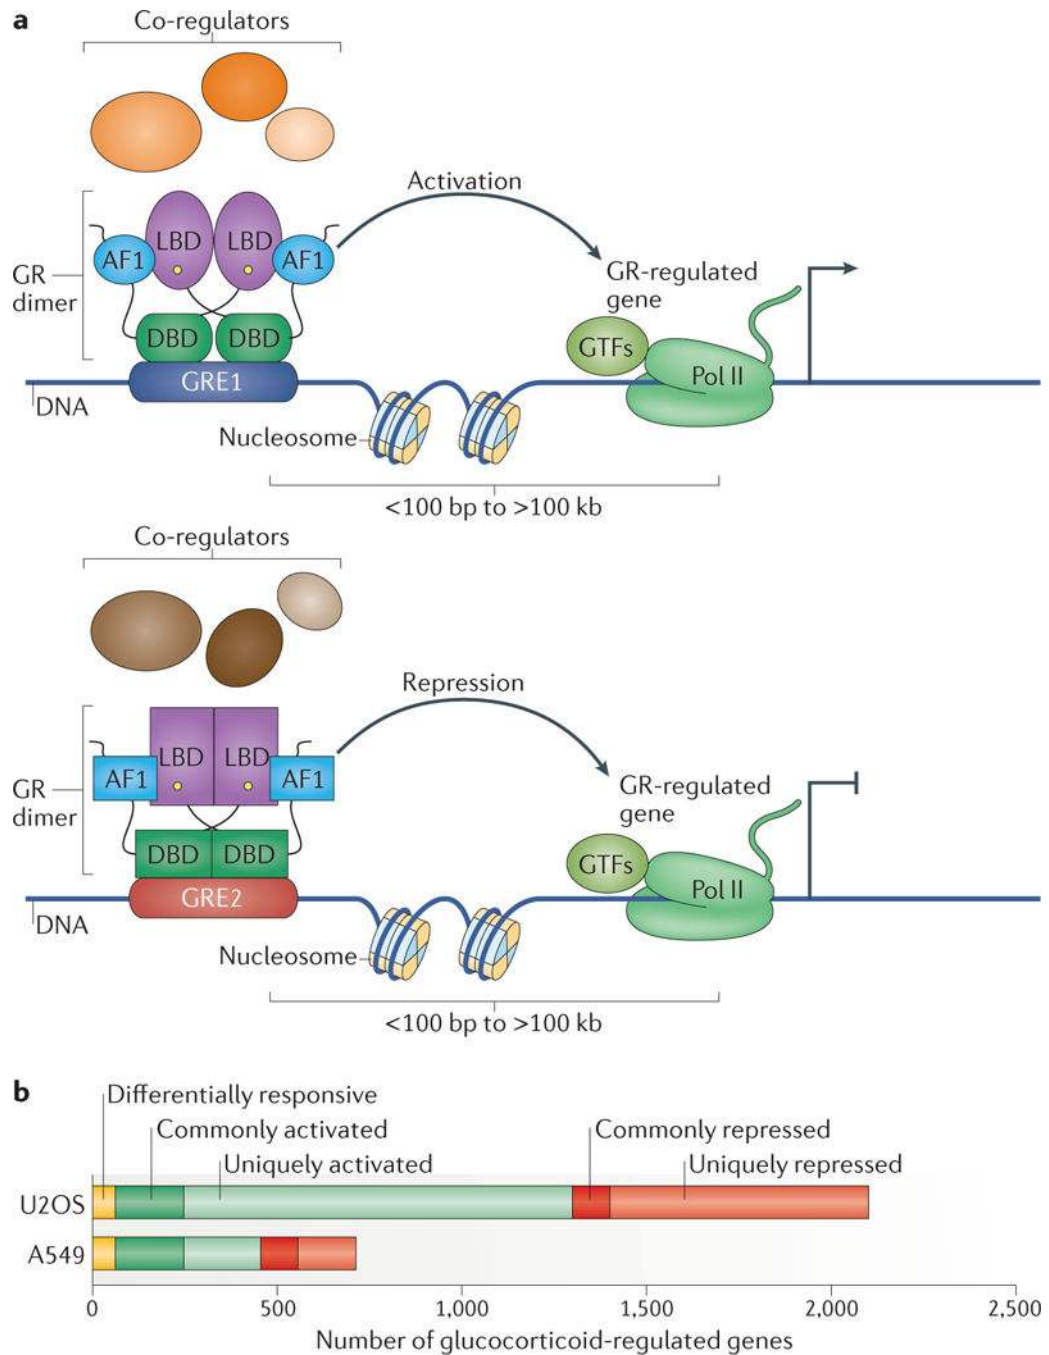 a
Co-regulators
Activation
LBD LBD
AF1 AF1
GR
dimer
GR-regulated
gene
DBD DBD
GTFs
Pol II
GRE1
DNA
Nucleosome
<100 bp to >100 kb
Co-regulators
Repression
LBD LBD
AF1 AF1
GR
dimer
GR-regulated
gene
DBD DBD
GTFs
Pol II
GRE2
DNA
Nucleosome
<100 bp to >100 kb
b
Differentially responsive
Commonly activated
Commonly repressed
Uniquely activated
Uniquely repressed
U2OS
A549
0 500 1,000 1,500 2,000 2,500
Number of glucocorticoid-regulated genes